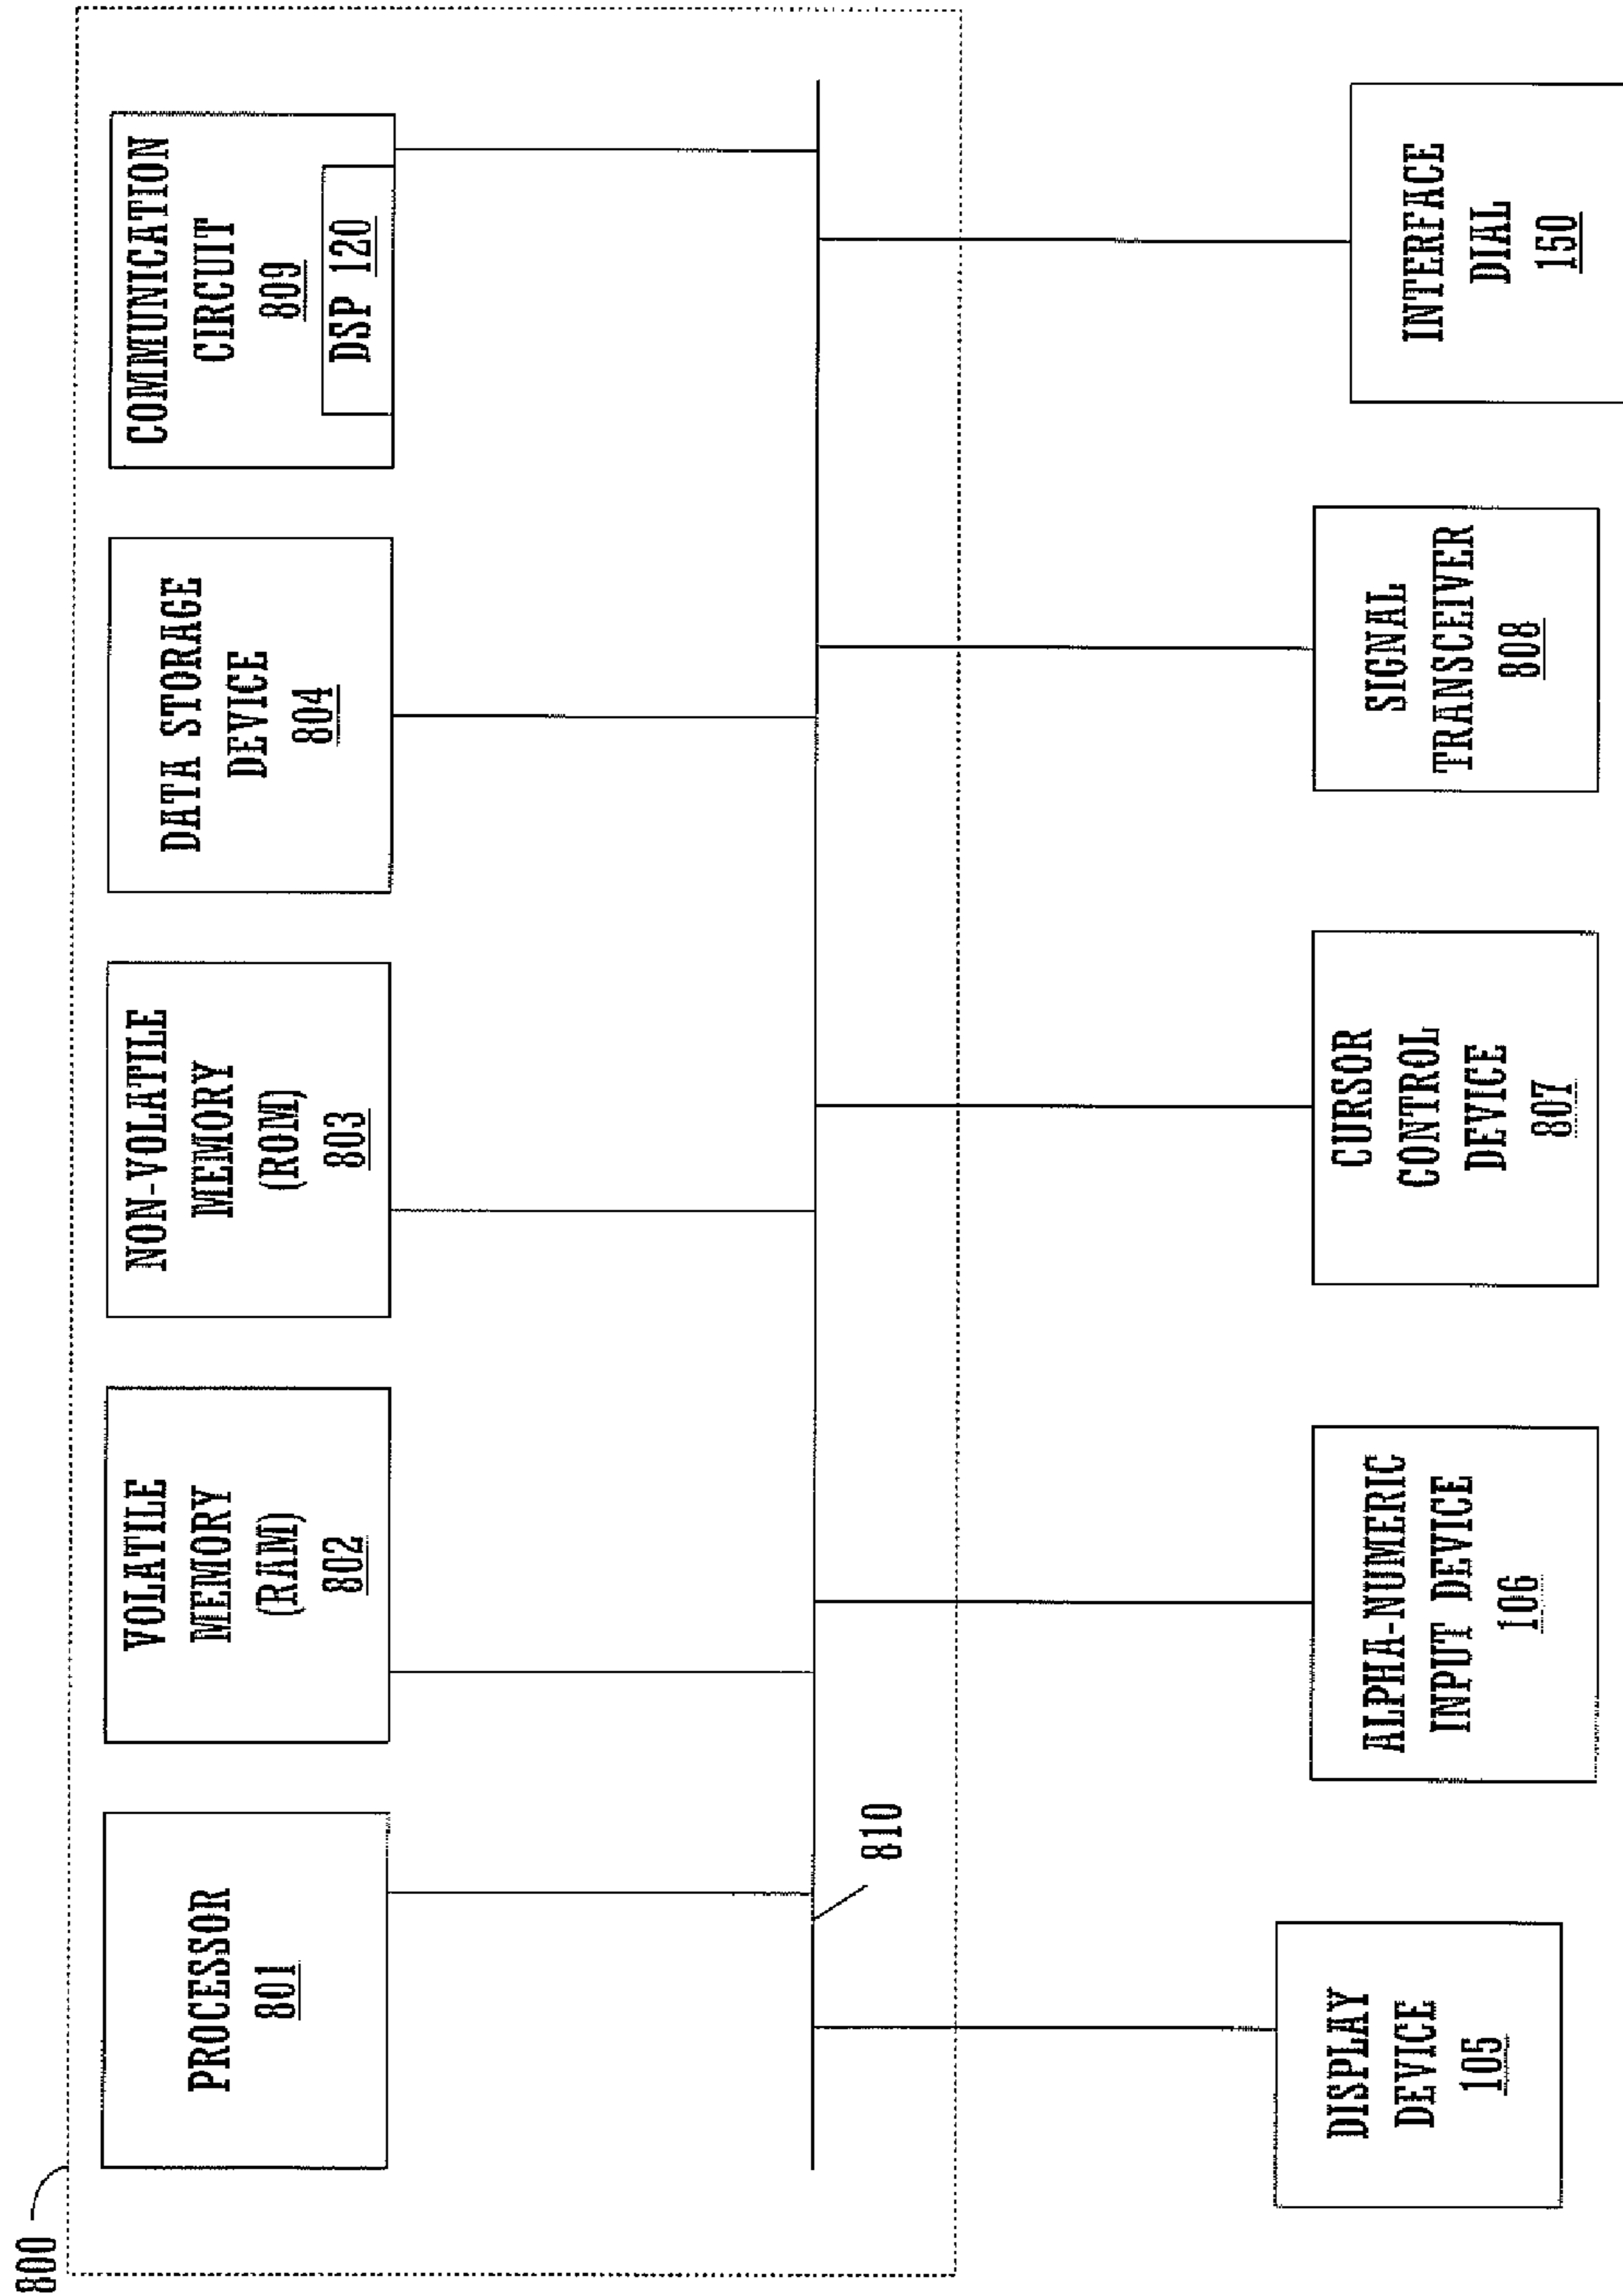 800
PROCESSOR
801
VOLATILE
MEMORY
(RAM)
802
NON-VOLATILE
MEMORY
(ROM)
803
DATA STORAGE
DEVICE
804
COMMUNICATION
CIRCUIT
809
DSP 120
810
DISPLAY
DEVICE
105
ALPHA-NUMERIC
INPUT DEVICE
106
CURSOR
CONTROL
DEVICE
807
SIGNAL
TRANSCEIVER
808
INTERFACE
DIAL
150